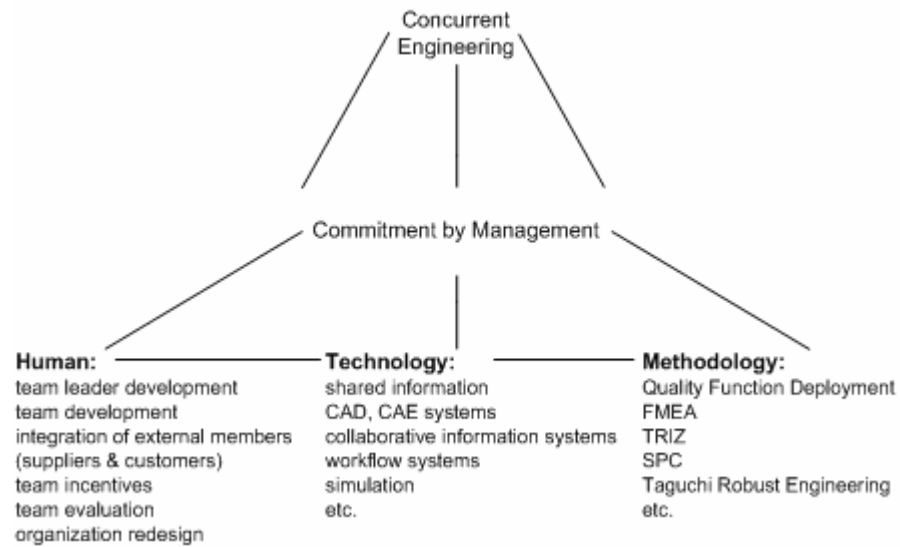 Concurrent
Engineering
Commitment by Management
Human:
team leader development
team development
integration of external members
(suppliers & customers)
team incentives
team evaluation
organization redesign
Technology:
shared information
CAD, CAE systems
collaborative information systems
workflow systems
simulation
etc.
Methodology:
Quality Function Deployment
FMEA
TRIZ
SPC
Taguchi Robust Engineering
etc.